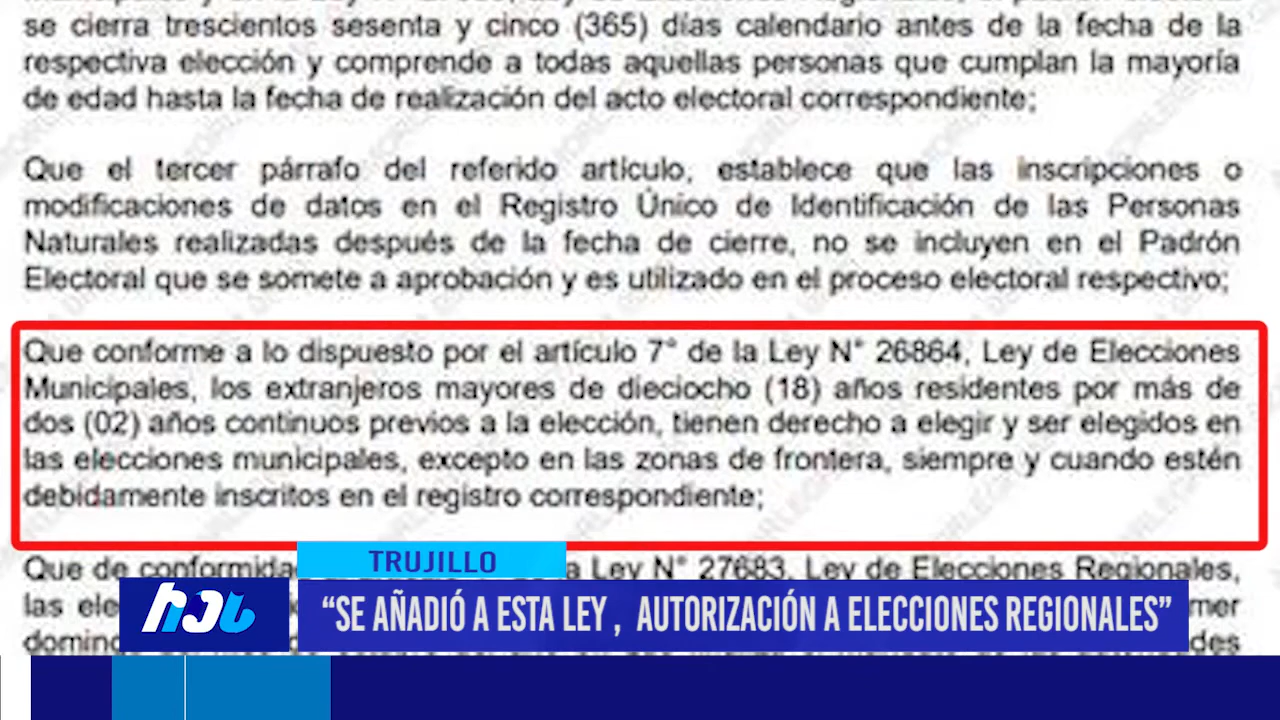 se cierra trescientos sesenta y cinco (365) días calendario antes de la fecha de la
respectiva elección y comprende a todas aquellas personas que cumplan la mayoría
de edad hasta la fecha de realización del acto electoral correspondiente;
Que el tercer párrafo del referido artículo, establece que las inscripciones o
modificaciones de datos en el Registro Único de Identificación de las Personas
Naturales realizadas después de la fecha de cierre, no se incluyen en el Padrón
Electoral que se somete a aprobación y es utilizado en el proceso electoral respectivo;
Que conforme a lo dispuesto por el artículo 7° de la Ley N° 26864, Ley de Elecciones
Municipales, los extranjeros mayores de dieciocho (18) años residentes por más de
dos (02) años continuos previos a la elección, tienen derecho a elegir y ser elegidos en
las elecciones municipales, excepto en las zonas de frontera, siempre y cuando estén
debidamente inscritos en el registro correspondiente;
Que de conformidad la Ley N° 27683, Ley de Elecciones Regionales,
las
TRUJILLO
“SE AÑADIÓ A ESTA LEY , AUTORIZACIÓN A ELECCIONES REGIONALES”